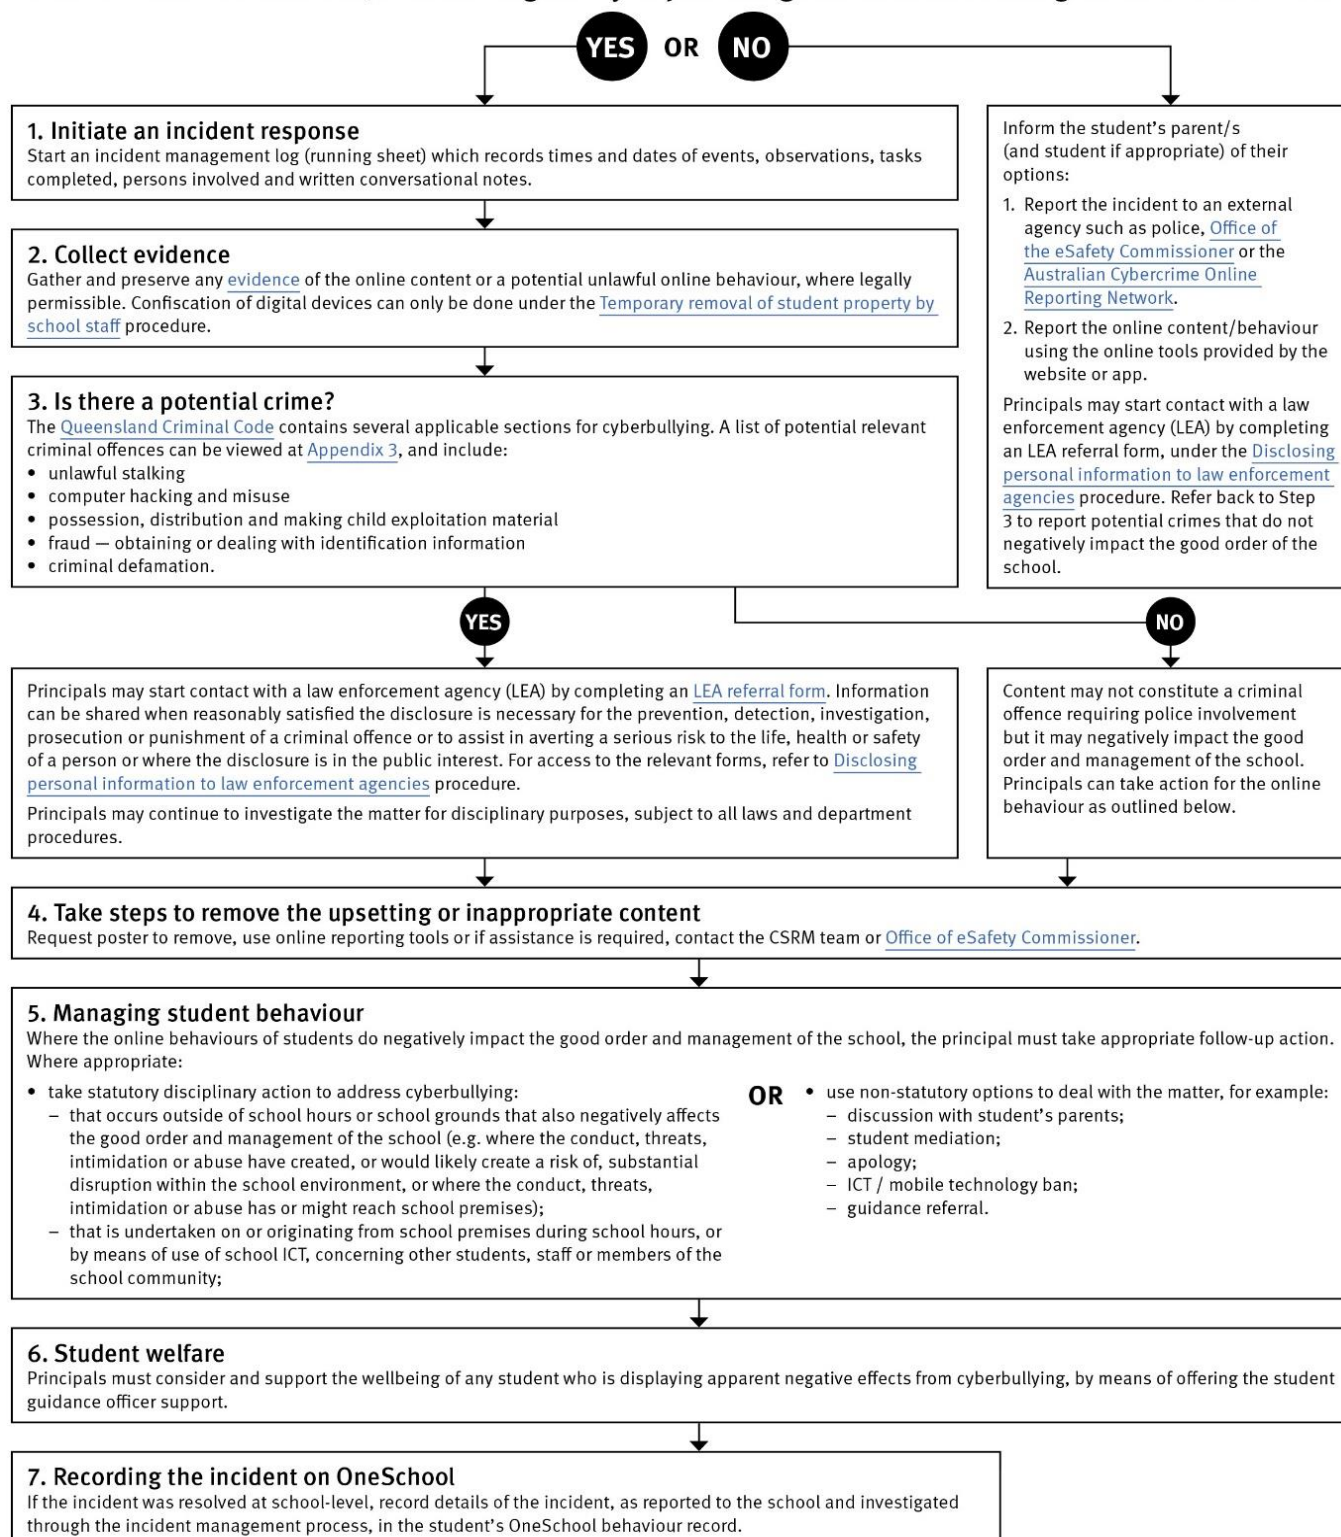 YES OR NO
1. Initiate an incident response
Start an incident management log (running sheet) which records times and dates of events, observations, tasks
completed, persons involved and written conversational notes.
2. Collect evidence
Gather and preserve any evidence of the online content or a potential unlawful online behaviour, where legally
permissible. Confiscation of digital devices can only be done under the Temporary removal of student property by
school staff procedure.
3. Is there a potential crime?
The Queensland Criminal Code contains several applicable sections for cyberbullying. A list of potential relevant
criminal offences can be viewed at Appendix 3, and include:
• unlawful stalking
• computer hacking and misuse
• possession, distribution and making child exploitation material
• fraud — obtaining or dealing with identification information
• criminal defamation.
Inform the student's parent/s
(and student if appropriate) of their
options:
1. Report the incident to an external
agency such as police, Office of
the eSafety Commissioner or the
Australian Cybercrime Online
Reporting Network.
2. Report the online content/behaviour
using the online tools provided by the
website or app.
Principals may start contact with a law
enforcement agency (LEA) by completing
an LEA referral form, under the Disclosing
personal information to law enforcement
agencies procedure. Refer back to Step
3 to report potential crimes that do not
negatively impact the good order of the
school.
YES
NO
Principals may start contact with a law enforcement agency (LEA) by completing an LEA referral form. Information
can be shared when reasonably satisfied the disclosure is necessary for the prevention, detection, investigation,
prosecution or punishment of a criminal offence or to assist in averting a serious risk to the life, health or safety
of a person or where the disclosure is in the public interest. For access to the relevant forms, refer to Disclosing
personal information to law enforcement agencies procedure.
Principals may continue to investigate the matter for disciplinary purposes, subject to all laws and department
procedures.
Content may not constitute a criminal
offence requiring police involvement
but it may negatively impact the good
order and management of the school.
Principals can take action for the online
behaviour as outlined below.
4. Take steps to remove the upsetting or inappropriate content
Request poster to remove, use online reporting tools or if assistance is required, contact the CSRM team or Office of eSafety Commissioner.
5. Managing student behaviour
Where the online behaviours of students do negatively impact the good order and management of the school, the principal must take appropriate follow-up action.
Where appropriate:
• take statutory disciplinary action to address cyberbullying:
– that occurs outside of school hours or school grounds that also negatively affects
the good order and management of the school (e.g. where the conduct, threats,
intimidation or abuse have created, or would likely create a risk of, substantial
disruption within the school environment, or where the conduct, threats,
intimidation or abuse has or might reach school premises);
– that is undertaken on or originating from school premises during school hours, or
by means of use of school ICT, concerning other students, staff or members of the
school community;
OR
• use non-statutory options to deal with the matter, for example:
– discussion with student's parents;
– student mediation;
– apology;
– ICT / mobile technology ban;
– guidance referral.
6. Student welfare
Principals must consider and support the wellbeing of any student who is displaying apparent negative effects from cyberbullying, by means of offering the student
guidance officer support.
7. Recording the incident on OneSchool
If the incident was resolved at school-level, record details of the incident, as reported to the school and investigated
through the incident management process, in the student's OneSchool behaviour record.